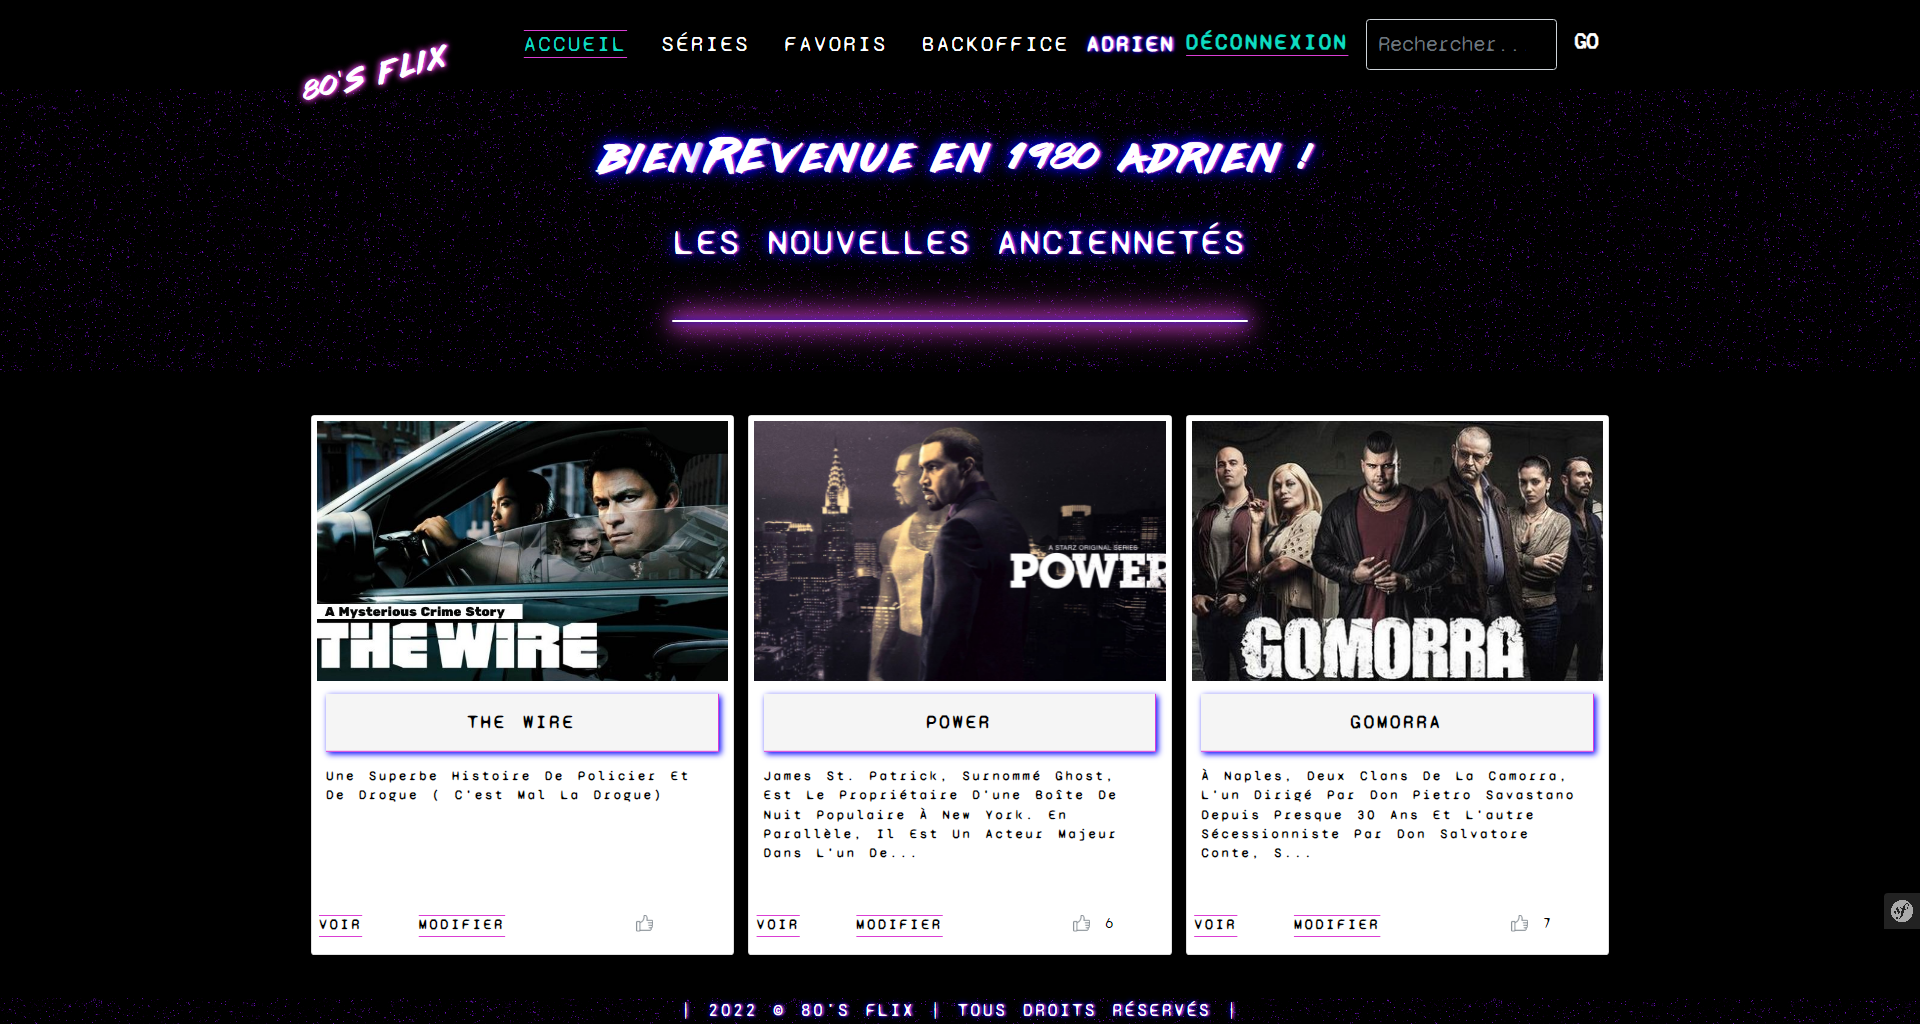 80's FLIX
ACCUEIL
SÉRIES
FAVORIS
BACKOFFICE
ADRIEN
DÉCONNEXION
Rechercher..
GO
BIENREVENUE EN 1980 ADRIEN !
LES NOUVELLES ANCIENNETÉS
A Mysterious Crime Story
THE WIRE
THE WIRE
Une Superbe Histoire De Policier Et
De Drogue ( C'est Mal La Drogue)
VOIR
MODIFIER
A STARZ ORIGINAL SERIES
POWER
POWER
James St. Patrick, Surnommé Ghost,
Est Le Propriétaire D'une Boîte De
Nuit Populaire À New York. En
Parallèle, Il Est Un Acteur Majeur
Dans L'un De...
VOIR
MODIFIER
6
GOMORRA
GOMORRA
À Naples, Deux Clans De La Camorra,
L'un Dirigé Par Don Pietro Savastano
Depuis Presque 30 Ans Et L'autre
Sécessionniste Par Don Salvatore
Conte, S...
VOIR
MODIFIER
7
sf
| 2022 © 80'S FLIX | TOUS DROITS RÉSERVÉS |